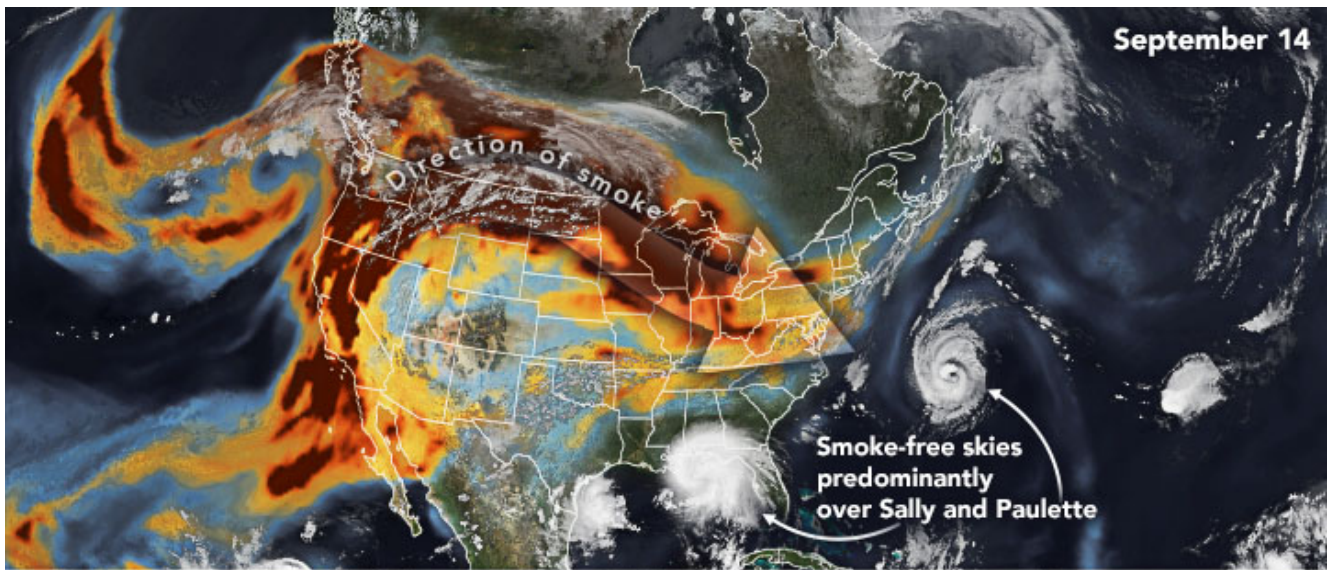 September 14
Direction of smoke
Smoke-free skies
predominantly
over Sally and Paulette